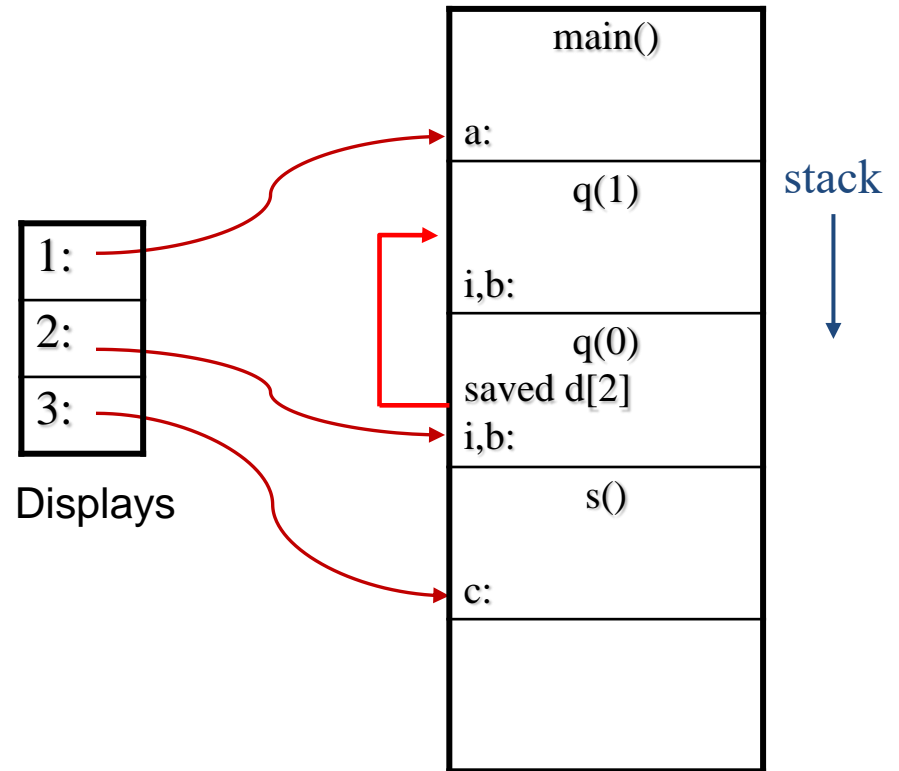 main()
a:
stack
q(1)
i,b:
1:
2:
3:
Displays
q(0)
saved d[2]
i,b:
s()
c: